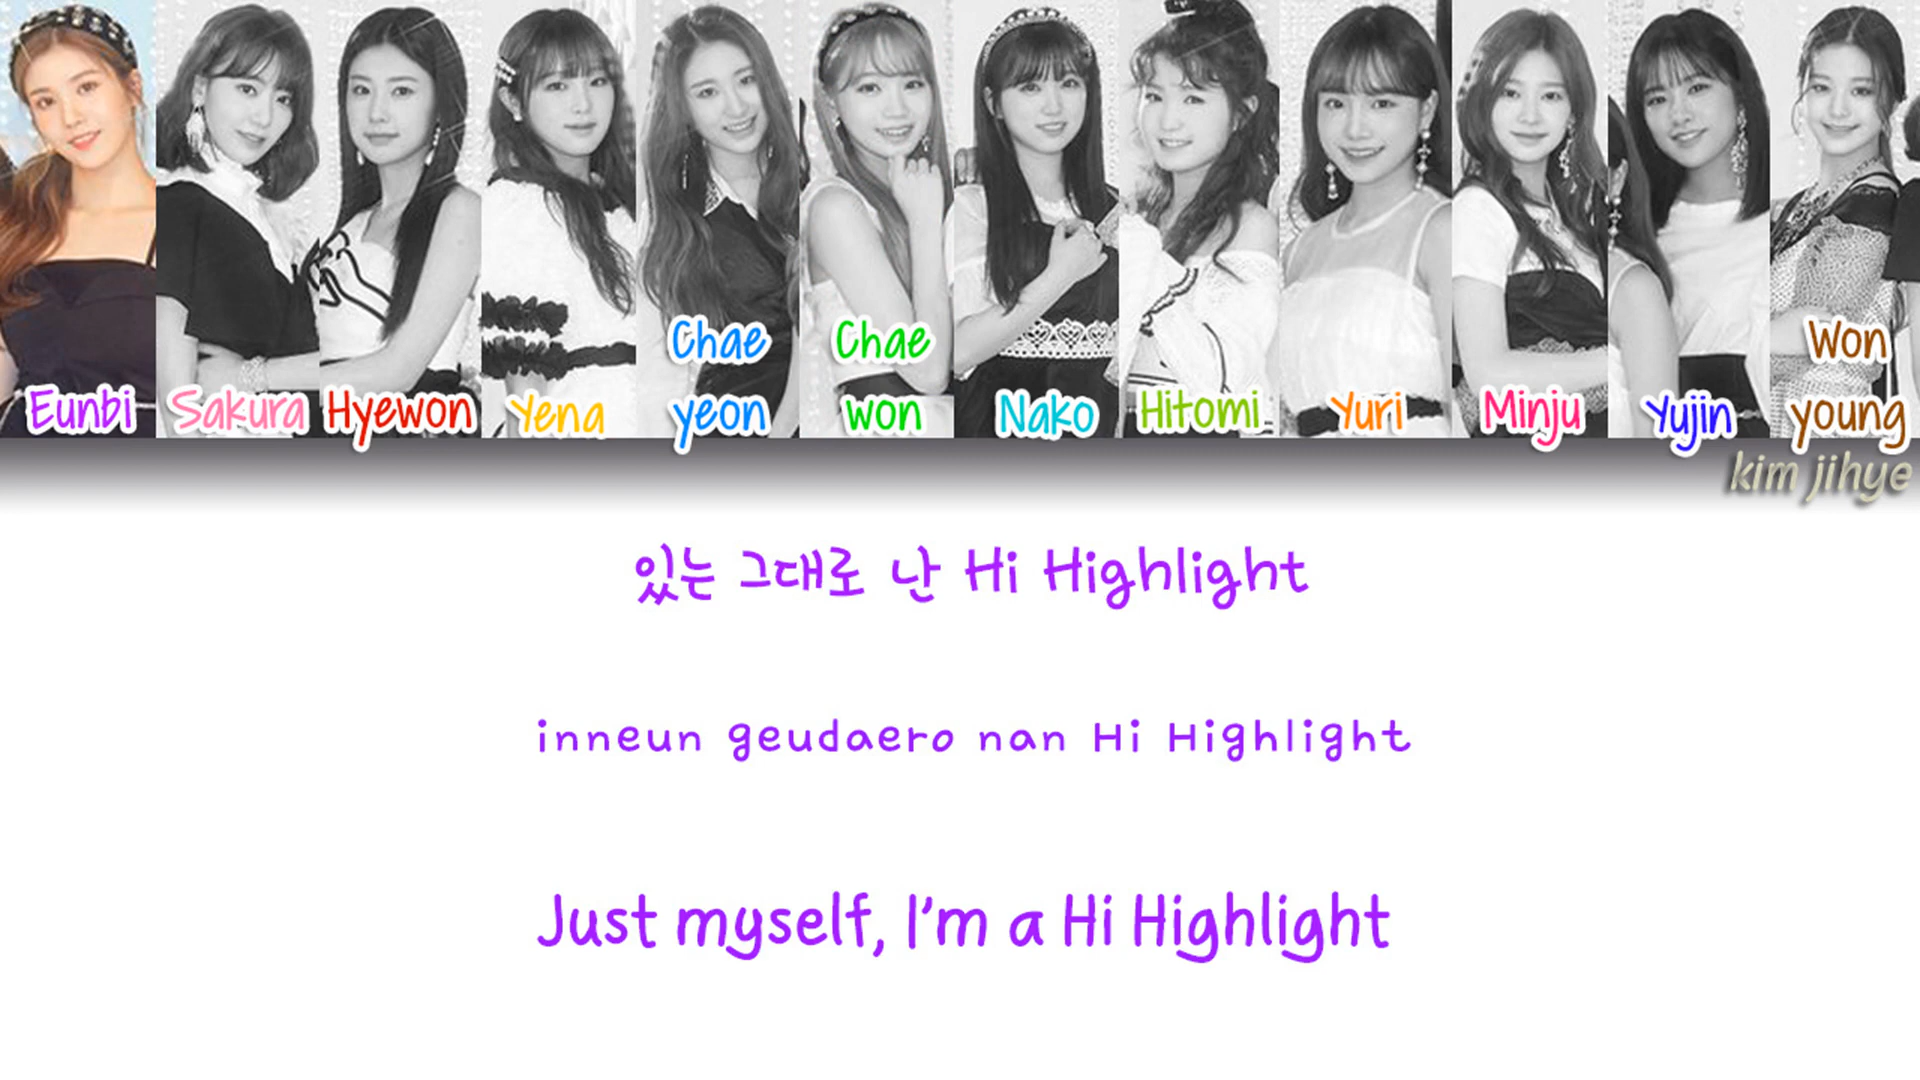 Eunbi
Sakura
Hyewon
Yena
Chae
yeon
Chae
won
Nako
Hitomi
Yuri
Minju
Yujin
Won
young
kim jihye
있는 그대로 난 Hi Highlight
inneun geudaero nan Hi Highlight
Just myself, I'm a Hi Highlight